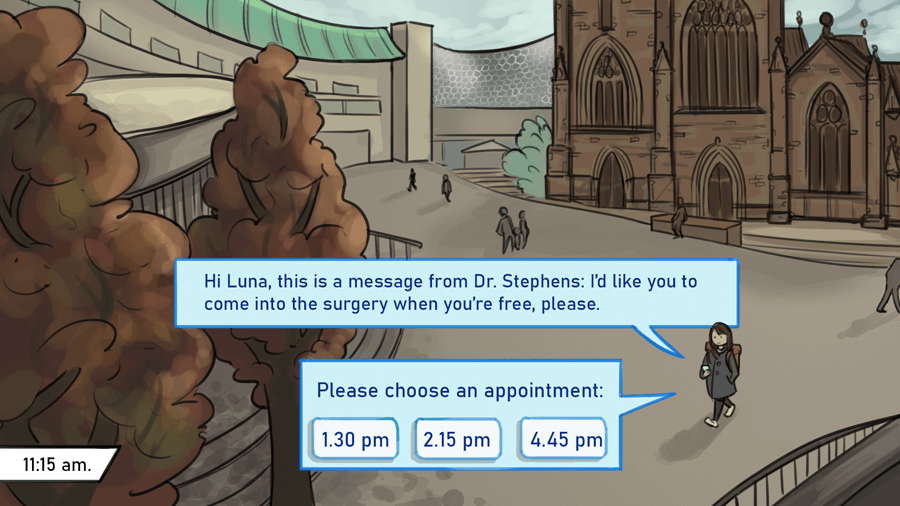 Hi Luna, this is a message from Dr. Stephens: I'd like you to
come into the surgery when you're free, please.
Please choose an appointment:
1.30 pm 2.15 pm 4.45 pm
11:15 am.